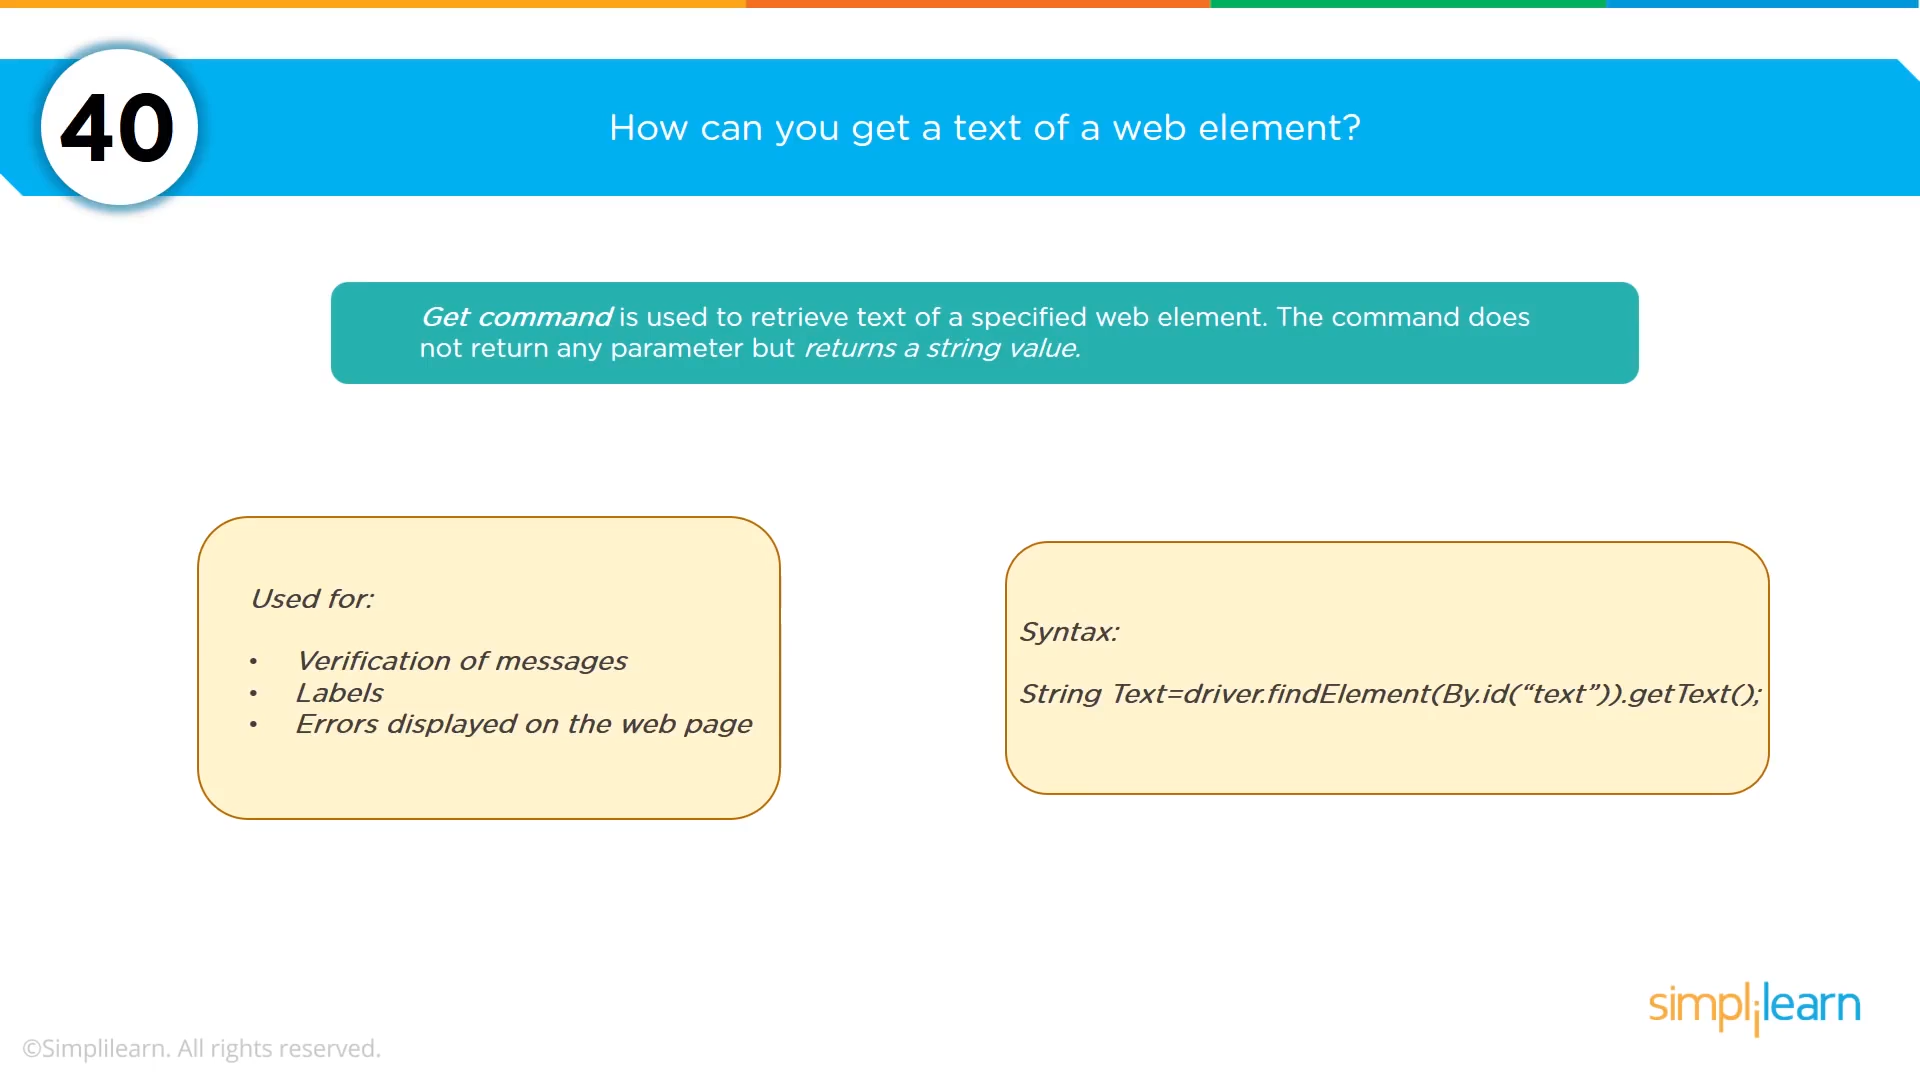 40
How can you get a text of a web element?
Get command is used to retrieve text of a specified web element. The command does
not return any parameter but returns a string value.
Used for:
• Verification of messages
• Labels
• Errors displayed on the web page
Syntax:
String Text=driver.findElement(By.id(“text”)).getText();
simplilearn
©Simplilearn. All rights reserved.